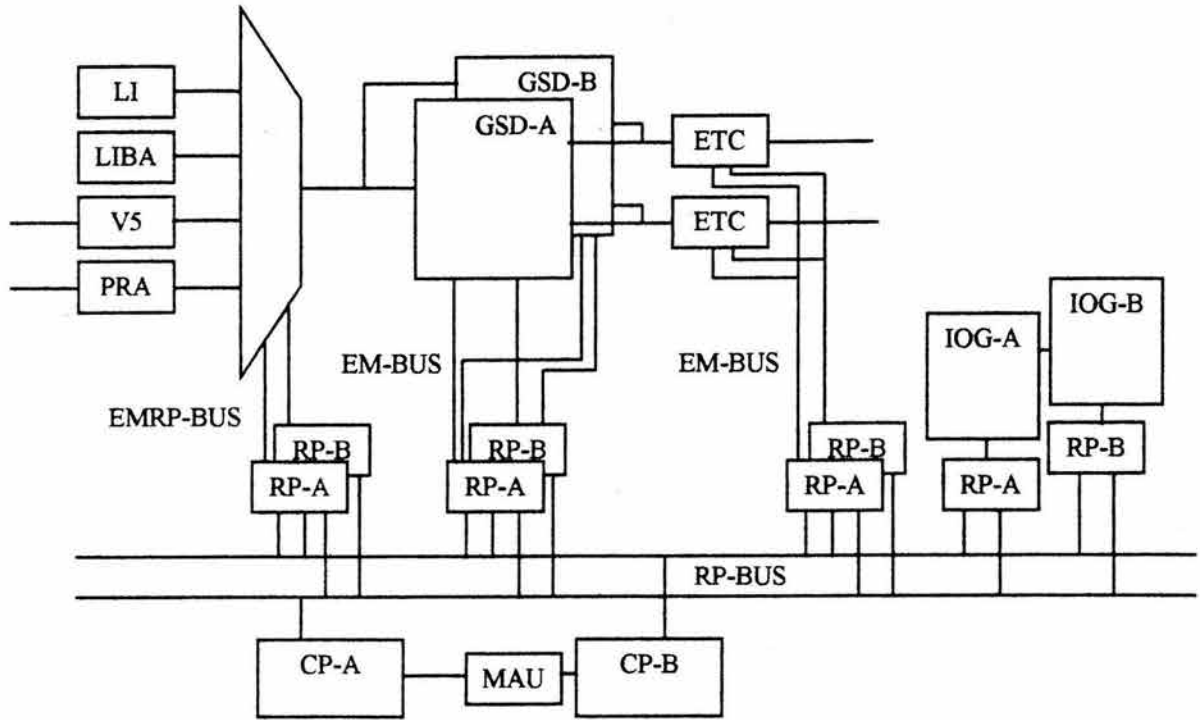 LI
LIBA
V5
PRA
GSD-B
GSD-A
ETC
ETC
IOG-B
IOG-A
EM-BUS
EM-BUS
EMRP-BUS
RP-B
RP-A
RP-B
RP-A
RP-B
RP-A
RP-B
RP-A
RP-BUS
CP-A
MAU
CP-B